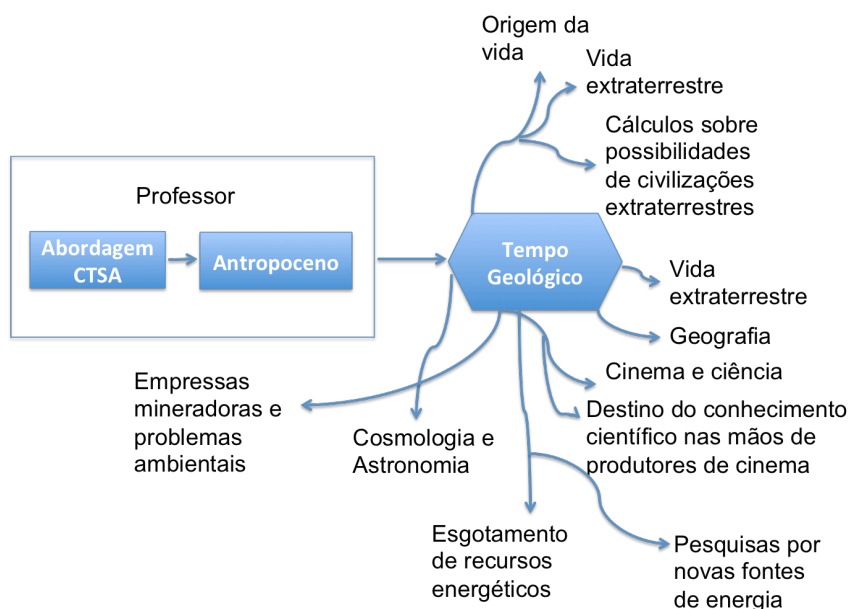 Origem da
vida
Vida
extraterrestre
Cálculos sobre
possibilidades
de civilizações
extraterrestres
Professor
Abordagem
CTSA
Antropoceno
Tempo
Geológico
Vida
extraterrestre
Geografia
Cinema e ciência
Destino do conhecimento
científico nas mãos de
produtores de cinema
Empressas
mineradoras e
problemas
ambientais
Cosmologia e
Astronomia
Esgotamento
de recursos
energéticos
Pesquisas por
novas fontes
de energia